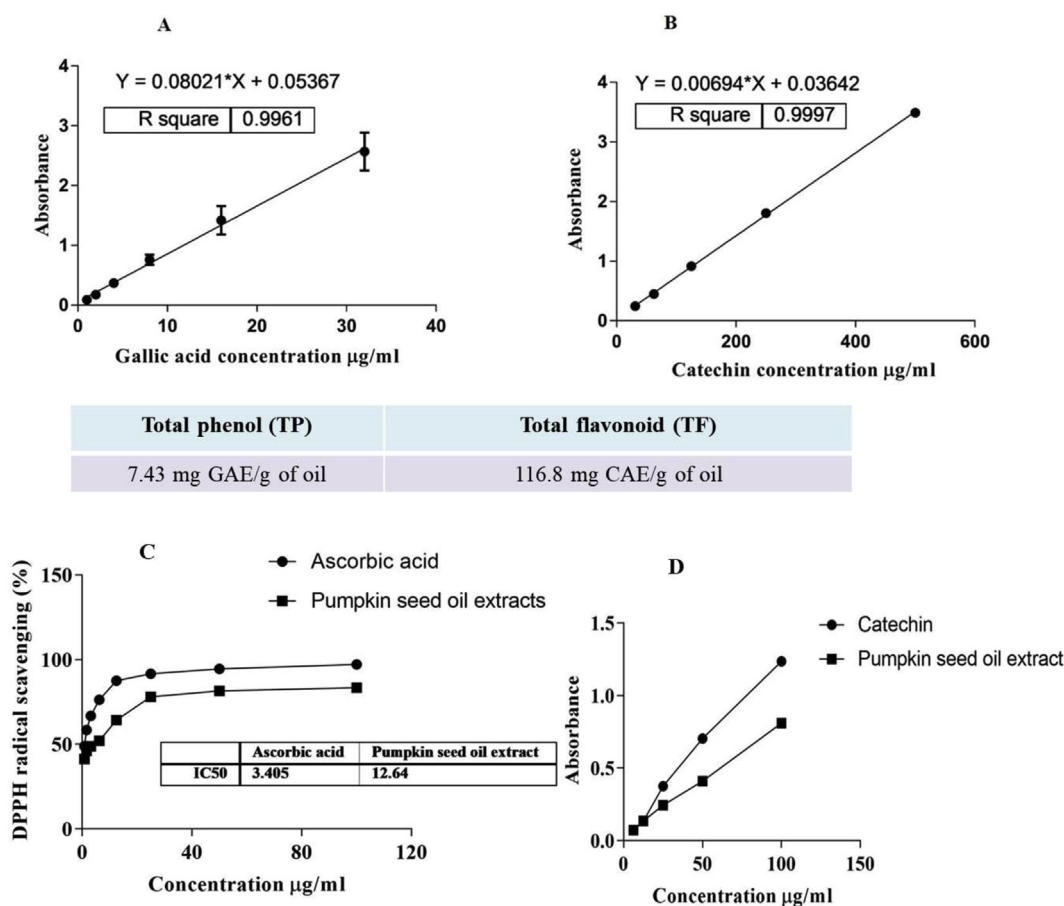 A
Y = 0.08021*X + 0.05367
R square 0.9961
4
3
2
1
0
Absorbance
0 10 20 30 40
Gallic acid concentration µg/ml
B
Y = 0.00694*X + 0.03642
R square 0.9997
4
3
2
1
0
Absorbance
0 200 400 600
Catechin concentration µg/ml
Total phenol (TP) Total flavonoid (TF)
7.43 mg GAE/g of oil 116.8 mg CAE/g of oil
C
Ascorbic acid
Pumpkin seed oil extracts
150
100
50
0
DPPH radical scavenging (%)
Ascorbic acid Pumpkin seed oil extract
IC50 3.405 12.64
0 40 80 120
Concentration µg/ml
D
Catechin
Pumpkin seed oil extract
1.5
1.0
0.5
0.0
Absorbance
0 50 100 150
Concentration µg/ml